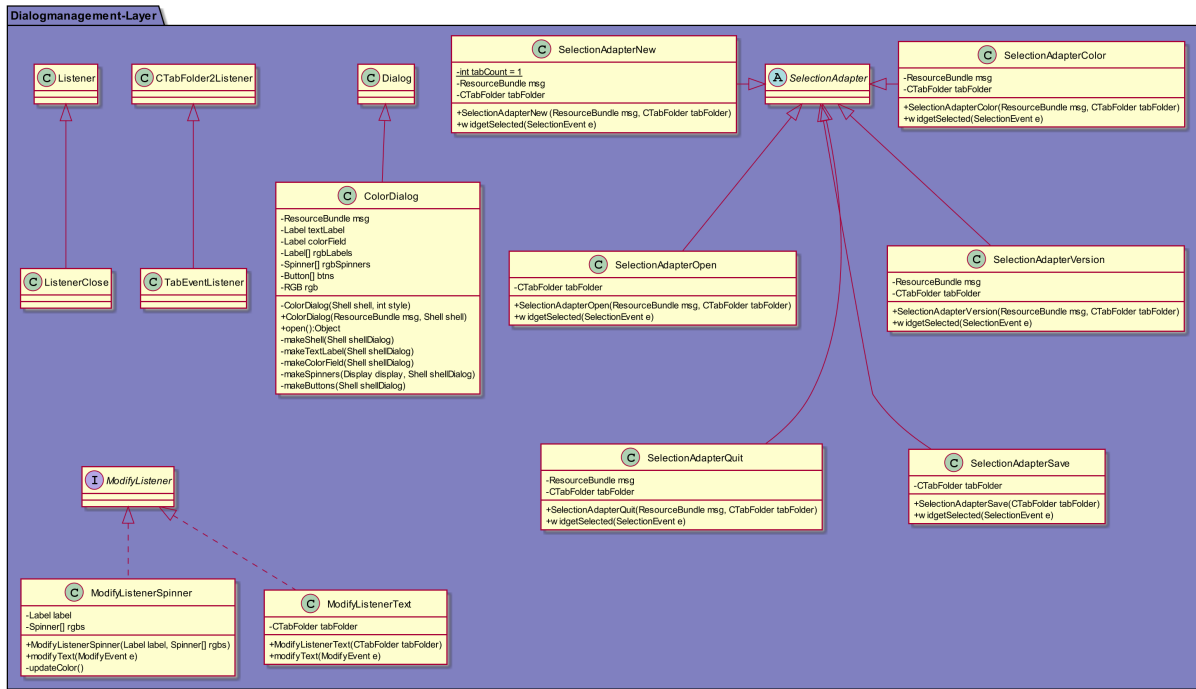 Dialogmanagement-Layer
C Listener
C CTabFolder2Listener
C Dialog
C SelectionAdapterNew
-int tabCount = 1
-ResourceBundle msg
-CTabFolder tabFolder
+SelectionAdapterNew(ResourceBundle msg, CTabFolder tabFolder)
+widgetSelected(SelectionEvent e)
A SelectionAdapter
C SelectionAdapterColor
-ResourceBundle msg
-CTabFolder tabFolder
+SelectionAdapterColor(ResourceBundle msg, CTabFolder tabFolder)
+widgetSelected(SelectionEvent e)
C ListenerClose
C TabEventListener
C ColorDialog
-ResourceBundle msg
-Label textLabel
-Label colorField
-Label[] rgbLabels
-Spinner[] rgbSpinners
-Button[] btns
-RGB rgb
-ColorDialog(Shell shell, int style)
+ColorDialog(ResourceBundle msg, Shell shell)
+open():Object
-makeShell(Shell shellDialog)
-makeTextLabel(Shell shellDialog)
-makeColorField(Shell shellDialog)
-makeSpinners(Display display, Shell shellDialog)
-makeButtons(Shell shellDialog)
C SelectionAdapterOpen
-CTabFolder tabFolder
+SelectionAdapterOpen(ResourceBundle msg, CTabFolder tabFolder)
+widgetSelected(SelectionEvent e)
C SelectionAdapterVersion
-ResourceBundle msg
-CTabFolder tabFolder
+SelectionAdapterVersion(ResourceBundle msg, CTabFolder tabFolder)
+widgetSelected(SelectionEvent e)
I ModifyListener
C SelectionAdapterQuit
-ResourceBundle msg
-CTabFolder tabFolder
+SelectionAdapterQuit(ResourceBundle msg, CTabFolder tabFolder)
+widgetSelected(SelectionEvent e)
C SelectionAdapterSave
-CTabFolder tabFolder
+SelectionAdapterSave(CTabFolder tabFolder)
+widgetSelected(SelectionEvent e)
C ModifyListenerSpinner
-Label label
-Spinner[] rgbs
+ModifyListenerSpinner(Label label, Spinner[] rgbs)
+modifyText(ModifyEvent e)
-updateColor()
C ModifyListenerText
-CTabFolder tabFolder
+ModifyListenerText(CTabFolder tabFolder)
+modifyText(ModifyEvent e)